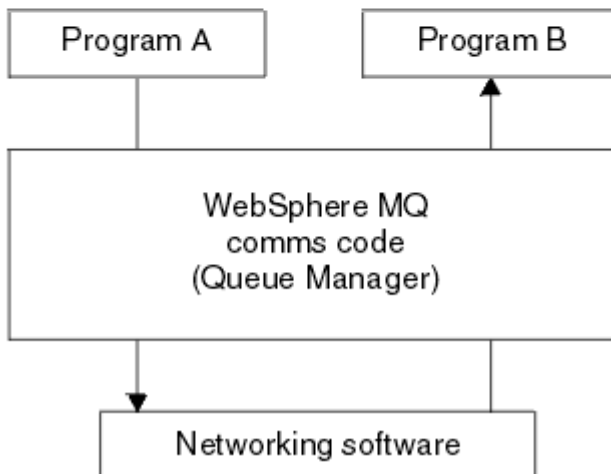 Program A
Program B
WebSphere MQ
comms code
(Queue Manager)
Networking software